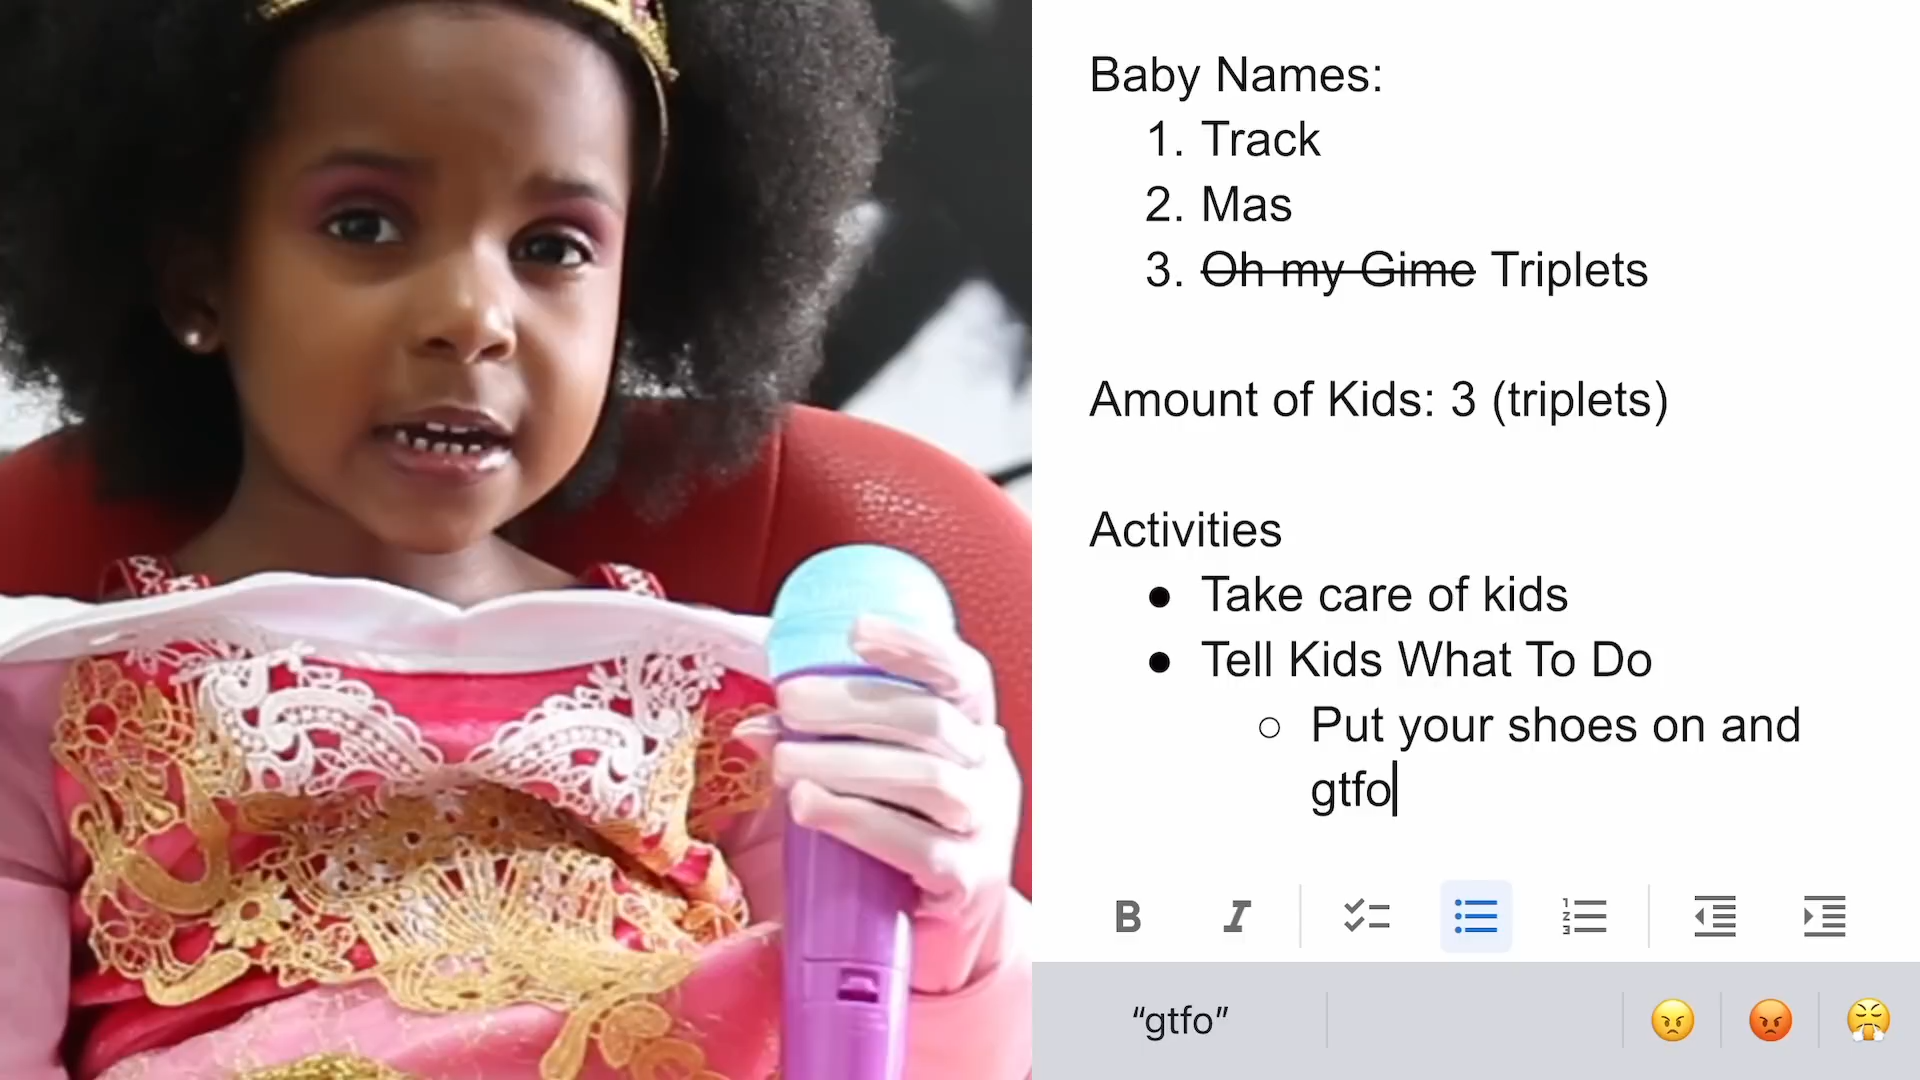 Baby Names:
1. Track
2. Mas
3. Oh my Gime Triplets
Amount of Kids: 3 (triplets)
Activities
● Take care of kids
● Tell Kids What To Do
○ Put your shoes on and
gtfo
B I
“gtfo”